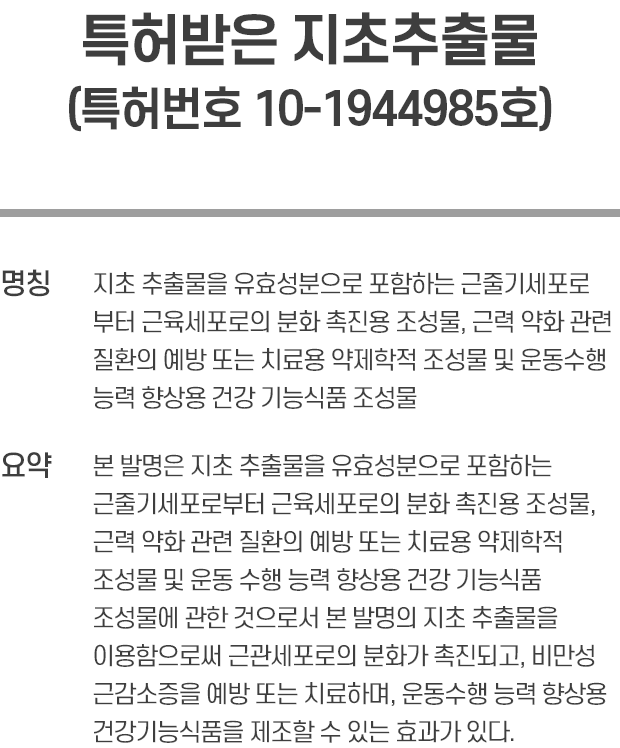 특허받은 지초추출물
(특허번호 10-1944985호)
명칭 지초 추출물을 유효성분으로 포함하는 근줄기세포로
부터 근육세포로의 분화 촉진용 조성물, 근력 약화 관련
질환의 예방 또는 치료용 약제학적 조성물 및 운동수행
능력 향상용 건강 기능식품 조성물
요약 본 발명은 지초 추출물을 유효성분으로 포함하는
근줄기세포로부터 근육세포로의 분화 촉진용 조성물,
근력 약화 관련 질환의 예방 또는 치료용 약제학적
조성물 및 운동 수행 능력 향상용 건강 기능식품
조성물에 관한 것으로서 본 발명의 지초 추출물을
이용함으로써 근관세포로의 분화가 촉진되고, 비만성
근감소증을 예방 또는 치료하며, 운동수행 능력 향상용
건강기능식품을 제조할 수 있는 효과가 있다.